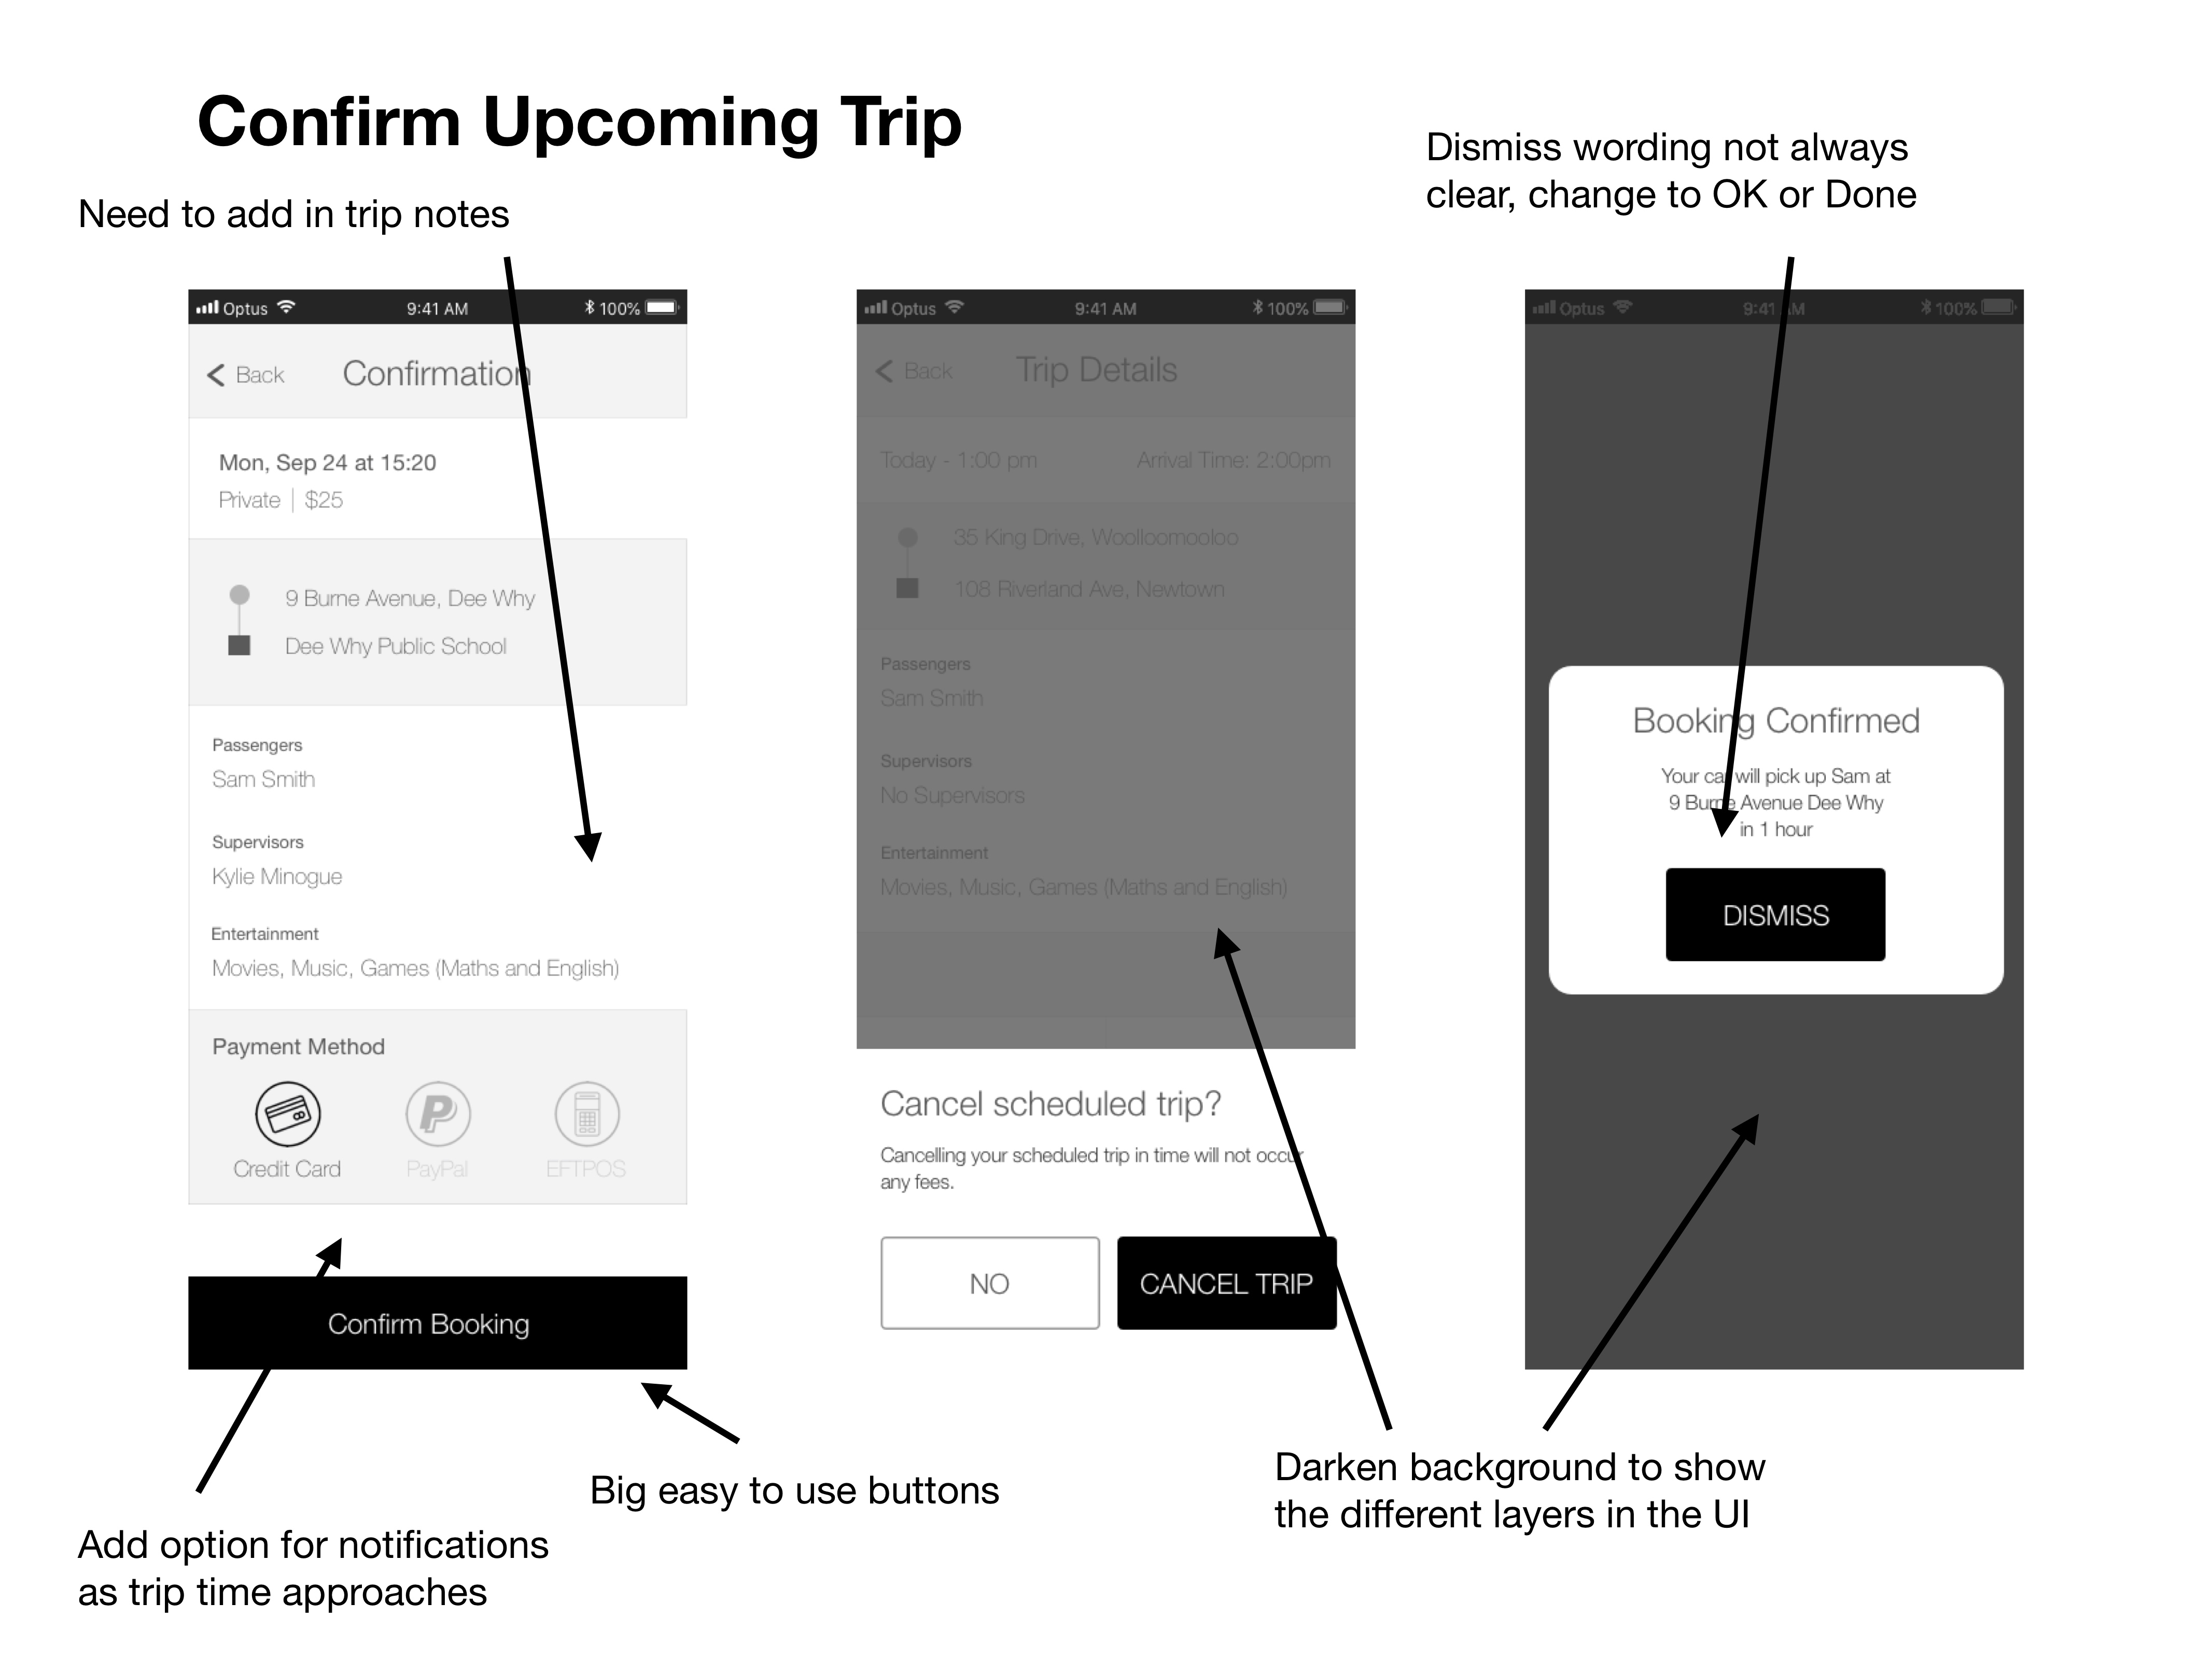 Confirm Upcoming Trip
Need to add in trip notes
Dismiss wording not always
clear, change to OK or Done
Optus 9:41 AM 100%
Back Confirmation
Mon, Sep 24 at 15:20
Private | $25
9 Burne Avenue, Dee Why
Dee Why Public School
Passengers
Sam Smith
Supervisors
Kylie Minogue
Entertainment
Movies, Music, Games (Maths and English)
Payment Method
Credit Card PayPal EFTPOS
Confirm Booking
Optus 9:41 AM 100%
Back Trip Details
Today - 1:00 pm Arrival Time: 2:00pm
35 King Drive, Woolloomooloo
108 Riverland Ave, Newtown
Passengers
Sam Smith
Supervisors
No Supervisors
Entertainment
Movies, Music, Games (Maths and English)
Cancel scheduled trip?
Cancelling your scheduled trip in time will not occur
any fees.
NO CANCEL TRIP
Optus 9:41 AM 100%
Booking Confirmed
Your car will pick up Sam at
9 Burne Avenue Dee Why
in 1 hour
DISMISS
Big easy to use buttons
Add option for notifications
as trip time approaches
Darken background to show
the different layers in the UI